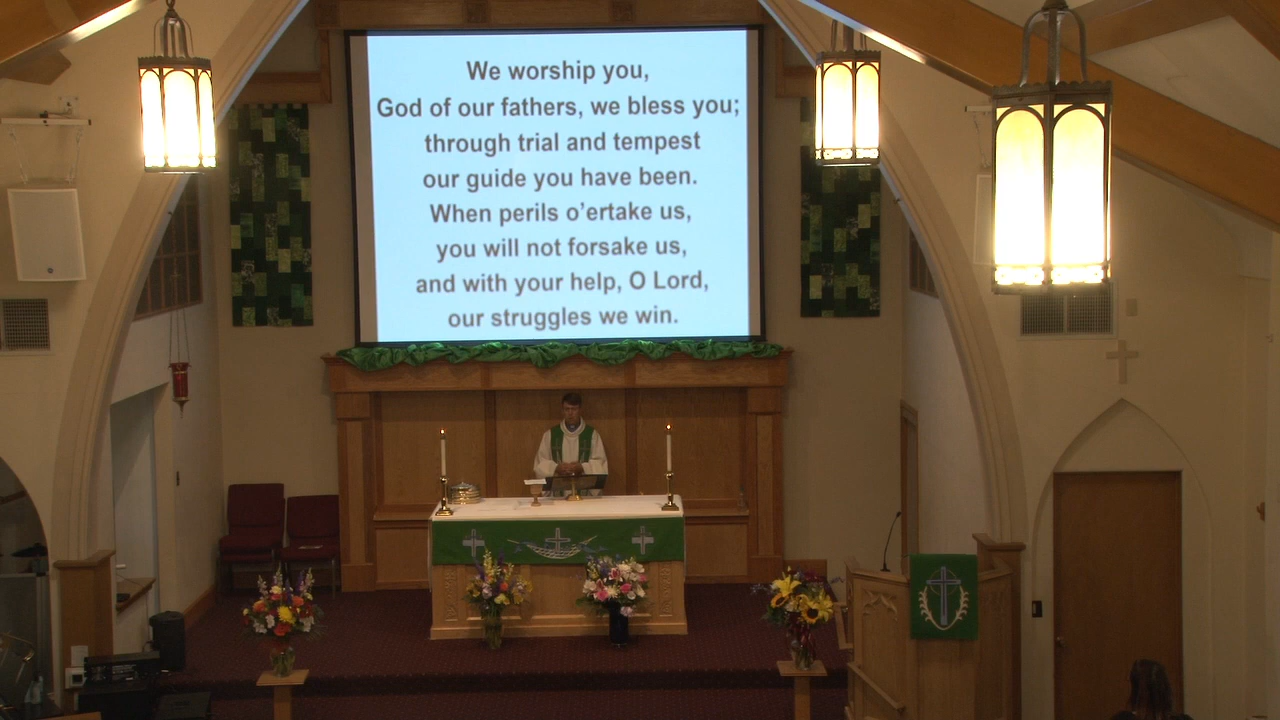 We worship you,
God of our fathers, we bless you;
through trial and tempest
our guide you have been.
When perils o'ertake us,
you will not forsake us,
and with your help, O Lord,
our struggles we win.